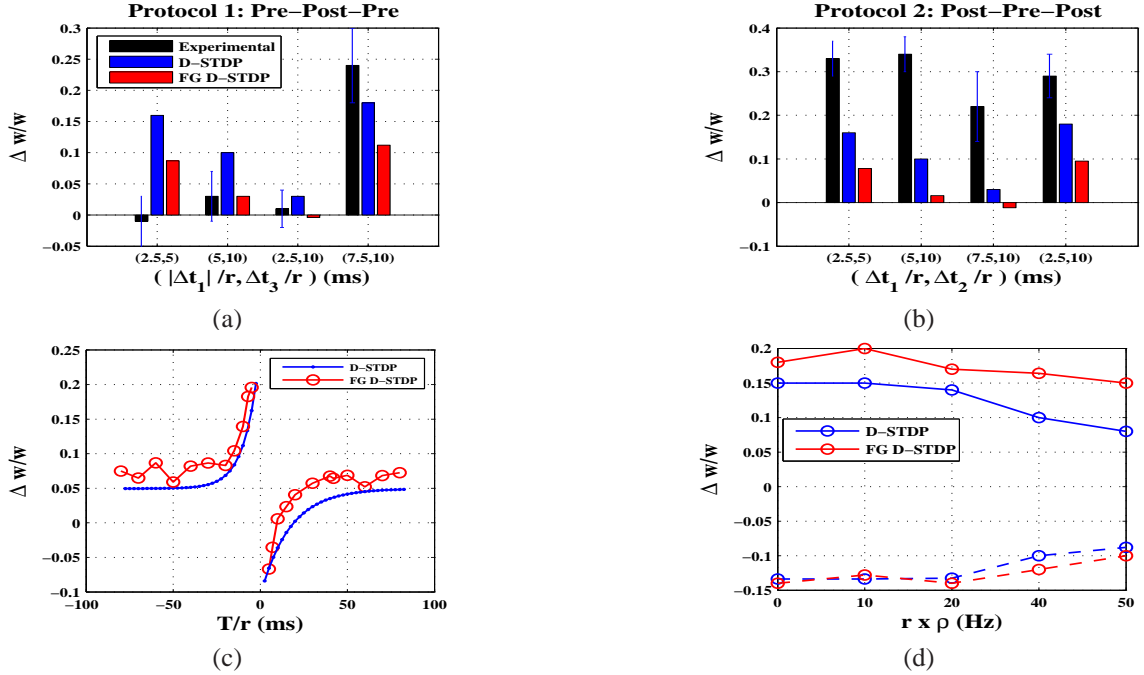 Protocol 1: Pre−Post−Pre
0.3
0.25
0.2
0.15
0.1
0.05
0
−0.05
Δ w/w
Experimental
D−STDP
FG D−STDP
(2.5,5)
(5,10)
(2.5,10)
(7.5,10)
( |Δt1| /r, Δt3 /r ) (ms)
(a)
Protocol 2: Post−Pre−Post
0.4
0.3
0.2
0.1
0
−0.1
Δ w/w
(2.5,5)
(5,10)
(7.5,10)
(2.5,10)
( Δt1 /r, Δt2 /r ) (ms)
(b)
0.25
0.2
0.15
0.1
0.05
0
−0.05
−0.1
Δ w/w
D−STDP
FG D−STDP
−100
−50
0
50
100
T/r (ms)
(c)
0.2
0.15
0.1
0.05
0
−0.05
−0.1
−0.15
Δ w/w
D−STDP
FG D−STDP
0
10
20
40
50
r x ρ (Hz)
(d)